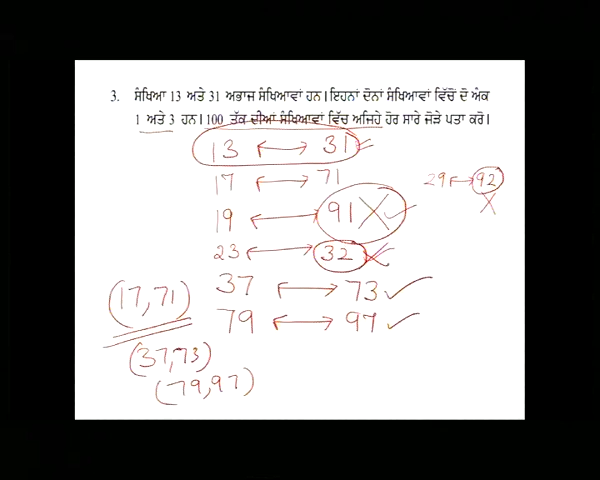 3. ਸੰਖਿਆ 13 ਅਤੇ 31 ਅਭਾਜ ਸੰਖਿਆਵਾਂ ਹਨ। ਇਹਨਾਂ ਦੋਨਾਂ ਸੰਖਿਆਵਾਂ ਵਿੱਚੋਂ ਦੋ ਅੰਕ
1 ਅਤੇ 3 ਹਨ। 100 ਤੱਕ ਦੀਆਂ ਸੰਖਿਆਵਾਂ ਵਿੱਚ ਅਜਿਹੇ ਹੋਰ ਸਾਰੇ ਜੋੜੇ ਪਤਾ ਕਰੋ।
13 ↔ 31
17 ↔ 71
29 ↔ 92 X
19 ↔ 91 X ✓
23 ↔ 32 X
37 ↔ 73 ✓
(17,71)
79 ↔ 97 ✓
(37,73)
(79,97)